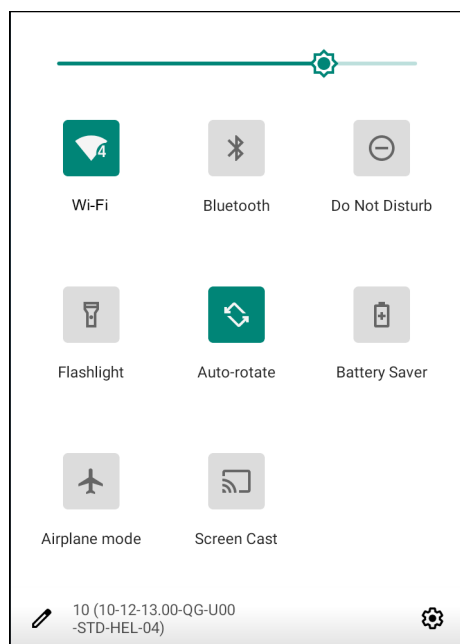 4
Wi-Fi
Bluetooth
Do Not Disturb
Flashlight
Auto-rotate
Battery Saver
Airplane mode
Screen Cast
10 (10-12-13.00-QG-U00
-STD-HEL-04)